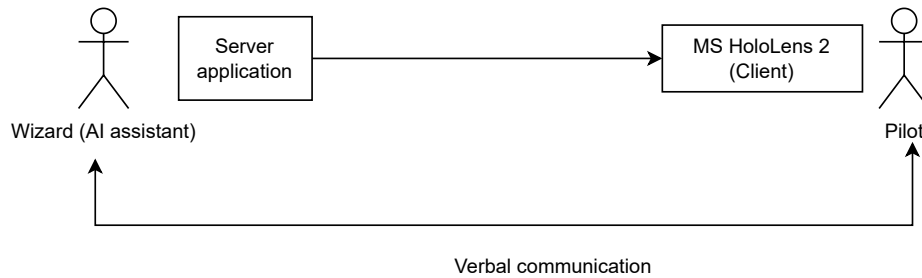 Server
application
MS HoloLens 2
(Client)
Wizard (AI assistant)
Pilot
Verbal communication